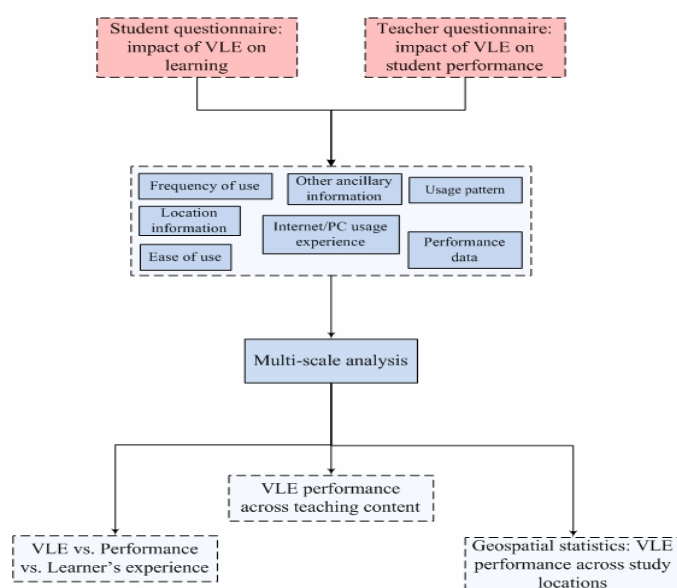 Student questionnaire:
impact of VLE on
learning
Teacher questionnaire:
impact of VLE on
student performance
Frequency of use
Other ancillary
information
Usage pattern
Location
information
Internet/PC usage
experience
Ease of use
Performance
data
Multi-scale analysis
VLE performance
across teaching content
VLE vs. Performance
vs. Learner's experience
Geospatial statistics: VLE
performance across study
locations